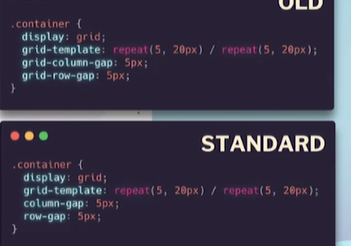 OLD
.container {
display: grid;
grid-template: repeat(5, 20px) / repeat(5, 20px);
grid-column-gap: 5px;
grid-row-gap: 5px;
}
STANDARD
.container {
display: grid;
grid-template: repeat(5, 20px) / repeat(5, 20px);
column-gap: 5px;
row-gap: 5px;
}